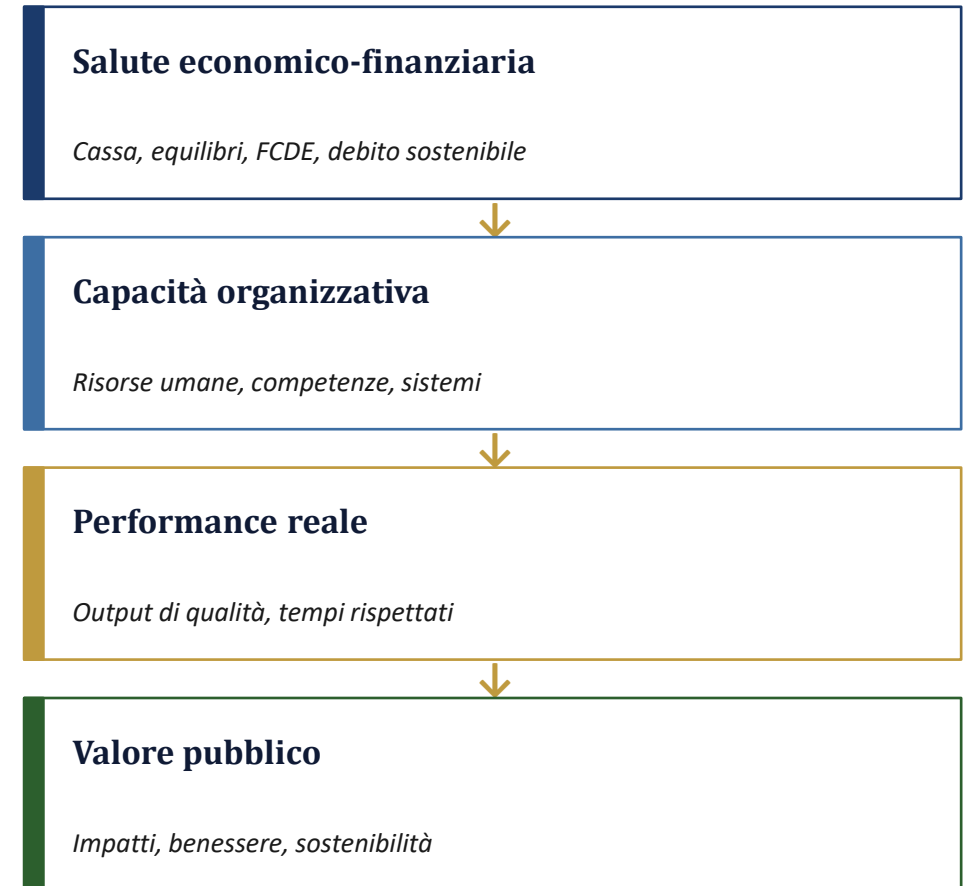 Salute economico-finanziaria
Cassa, equilibri, FCDE, debito sostenibile
Capacità organizzativa
Risorse umane, competenze, sistemi
Performance reale
Output di qualità, tempi rispettati
Valore pubblico
Impatti, benessere, sostenibilità